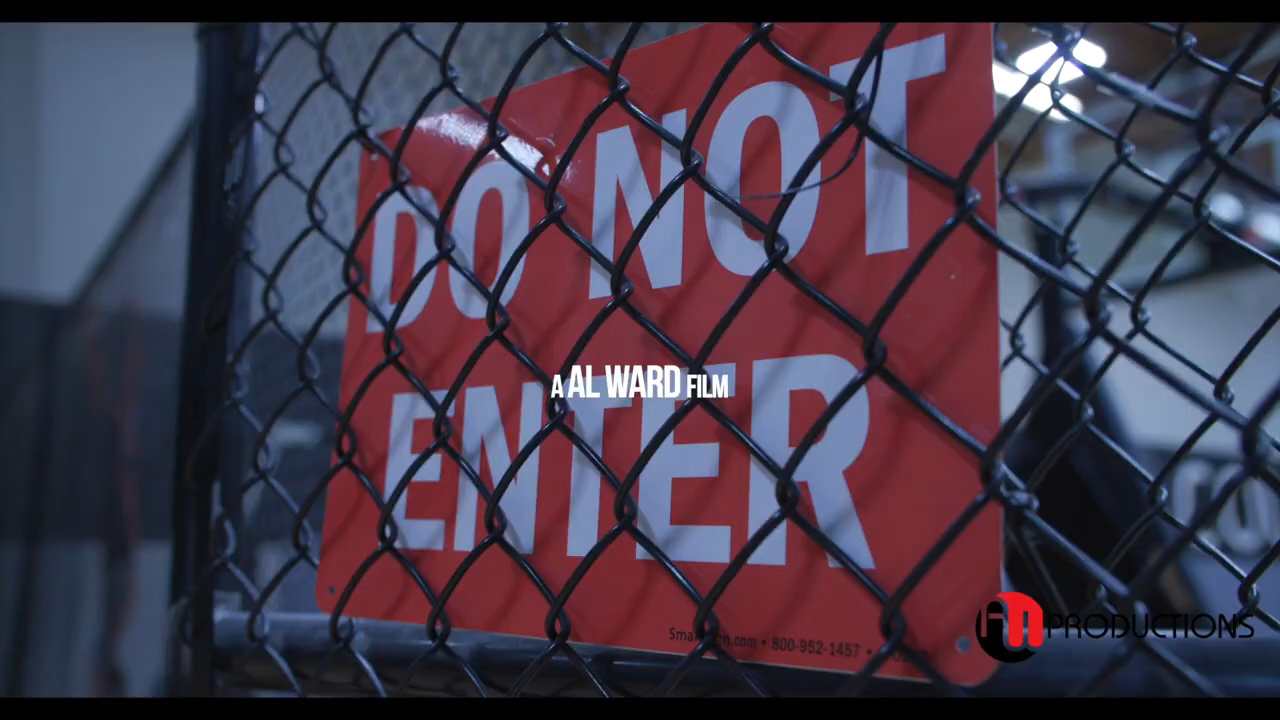 DO NOT
A AL WARD FILM
ENTER
800-952-1457
PRODUCTIONS